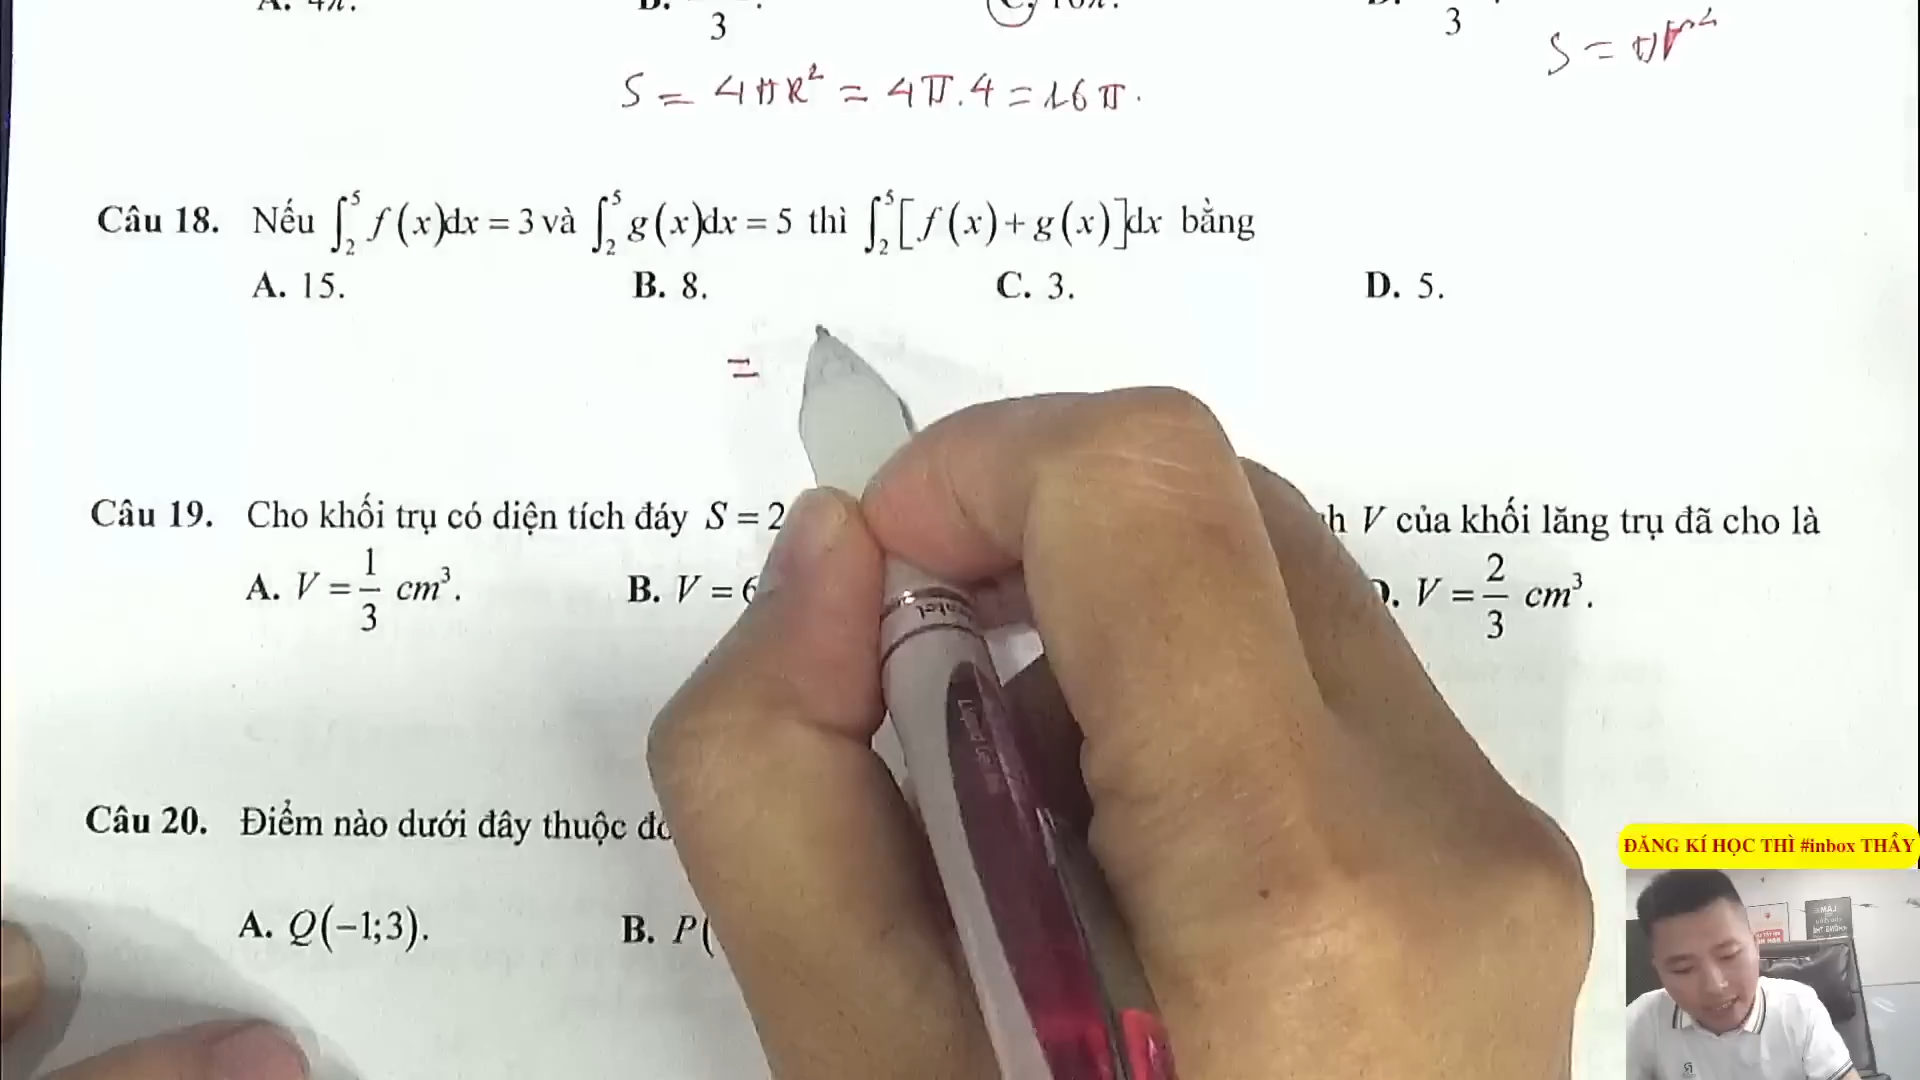 A. 4π. B. 3 C. 16π. D. 3
S = πr²
S = 4πR² = 4π.4 = 16π.
Câu 18. Nếu ∫₂⁵ f(x)dx = 3 và ∫₂⁵ g(x)dx = 5 thì ∫₂⁵ [f(x) + g(x)]dx bằng
A. 15. B. 8. C. 3. D. 5.
=
Câu 19. Cho khối trụ có diện tích đáy S = 2 V của khối lăng trụ đã cho là
A. V = 1/3 cm³. B. V = 6 D. V = 2/3 cm³.
Câu 20. Điểm nào dưới đây thuộc
A. Q(−1;3). B. P(
ĐĂNG KÍ HỌC THÌ #inbox THẦY